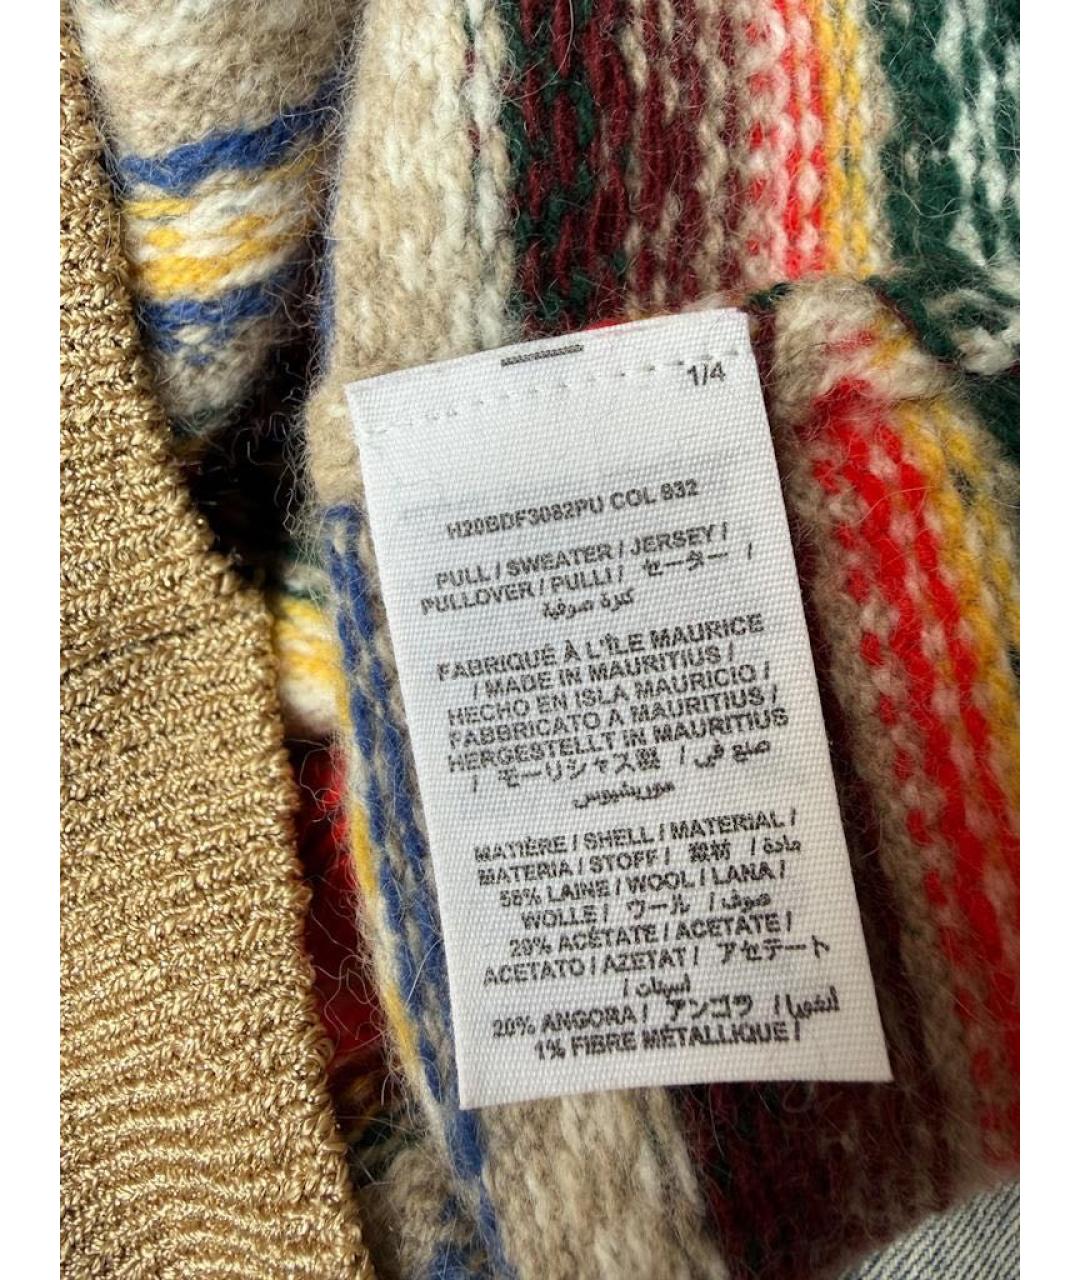 1/4
H20BDF3082PU COL 932
PULL / SWEATER / JERSEY /
PULLOVER / PULLI / セーター /
كنزة صوفية
FABRIQUÉ À L'ÎLE MAURICE
/ MADE IN MAURITIUS /
HECHO EN ISLA MAURICIO /
FABBRICATO A MAURITIUS /
HERGESTELLT IN MAURITIUS
/ モーリシャス製 / صنع في
موريشيوس
MATIÈRE / SHELL / MATERIAL /
MATERIA / STOFF / 素材 / مادة
LAINE / WOOL / LANA /
WOLLE / ウール / صوف
ACÉTATE / ACETATE /
ACETATO / AZETAT / アセテート
/ أسيتات
20% ANGORA / アンゴラ / أنغورا
1% FIBRE MÉTALLIQUE /